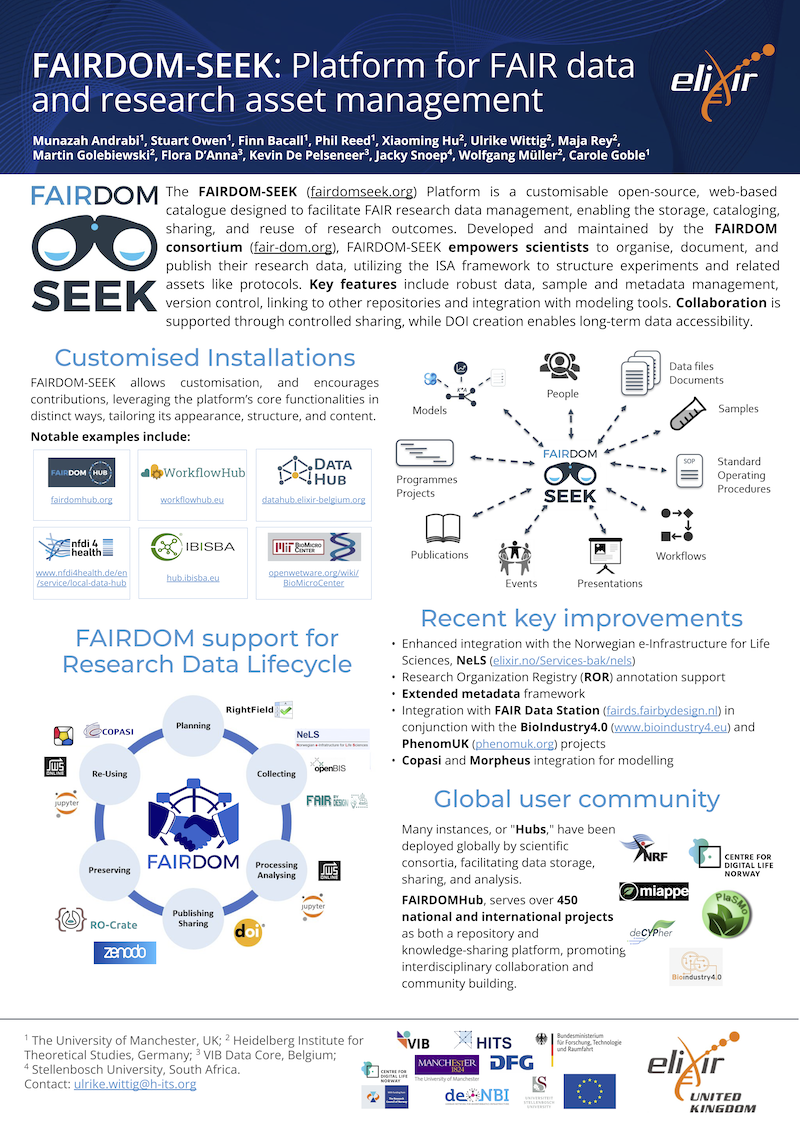 FAIRDOM-SEEK: Platform for FAIR data
and research asset management
elixir
Munazah Andrabi¹, Stuart Owen¹, Finn Bacall¹, Phil Reed¹, Xiaoming Hu², Ulrike Wittig², Maja Rey²,
Martin Golebiewski², Flora D'Anna³, Kevin De Pelseneer³, Jacky Snoep⁴, Wolfgang Müller², Carole Goble¹
FAIRDOM
SEEK
The FAIRDOM-SEEK (fairdomseek.org) Platform is a customisable open-source, web-based
catalogue designed to facilitate FAIR research data management, enabling the storage, cataloging,
sharing, and reuse of research outcomes. Developed and maintained by the FAIRDOM
consortium (fair-dom.org), FAIRDOM-SEEK empowers scientists to organise, document, and
publish their research data, utilizing the ISA framework to structure experiments and related
assets like protocols. Key features include robust data, sample and metadata management,
version control, linking to other repositories and integration with modeling tools. Collaboration is
supported through controlled sharing, while DOI creation enables long-term data accessibility.
Customised Installations
FAIRDOM-SEEK allows customisation, and encourages
contributions, leveraging the platform's core functionalities in
distinct ways, tailoring its appearance, structure, and content.
Notable examples include:
FAIRDOM HUB
fairdomhub.org
WorkflowHub
workflowhub.eu
DATA
HUB
datahub.elixir-belgium.org
nfdi 4
health
www.nfdi4health.de/en
/service/local-data-hub
IBISBA
hub.ibisba.eu
MIT BIOMICRO
CENTER
openwetware.org/wiki/
BioMicroCenter
Models
People
Data files
Documents
Samples
Programmes
Projects
FAIRDOM
SEEK
SOP
Standard
Operating
Procedures
Publications
Events
Presentations
Workflows
FAIRDOM support for
Research Data Lifecycle
Planning
RightField
COPASI
NeLS
Norwegian e-Infrastructure for Life Sciences
Re-Using
Collecting
openBIS
JWS
ONLINE
jupyter
FAIR BY DESIGN
FAIRDOM
Preserving
Processing
Analysing
JWS
ONLINE
Publishing
Sharing
jupyter
RO-Crate
doi
zenodo
Recent key improvements
• Enhanced integration with the Norwegian e-Infrastructure for Life
Sciences, NeLS (elixir.no/Services-bak/nels)
• Research Organization Registry (ROR) annotation support
• Extended metadata framework
• Integration with FAIR Data Station (fairds.fairbydesign.nl) in
conjunction with the BioIndustry4.0 (www.bioindustry4.eu) and
PhenomUK (phenomuk.org) projects
• Copasi and Morpheus integration for modelling
Global user community
Many instances, or "Hubs," have been
deployed globally by scientific
consortia, facilitating data storage,
sharing, and analysis.
FAIRDOMHub, serves over 450
national and international projects
as both a repository and
knowledge-sharing platform, promoting
interdisciplinary collaboration and
community building.
NRF
CENTRE FOR
DIGITAL LIFE
NORWAY
miappe
PlaSMo
deCYPher
Bioindustry4.0
¹ The University of Manchester, UK; ² Heidelberg Institute for
Theoretical Studies, Germany; ³ VIB Data Core, Belgium;
⁴ Stellenbosch University, South Africa.
Contact: ulrike.wittig@h-its.org
VIB
HITS
Bundesministerium
für Forschung, Technologie
und Raumfahrt
CENTRE FOR
DIGITAL LIFE
NORWAY
MANCHESTER
1824
The University of Manchester
DFG
de.NBI
elixir
UNITED
KINGDOM